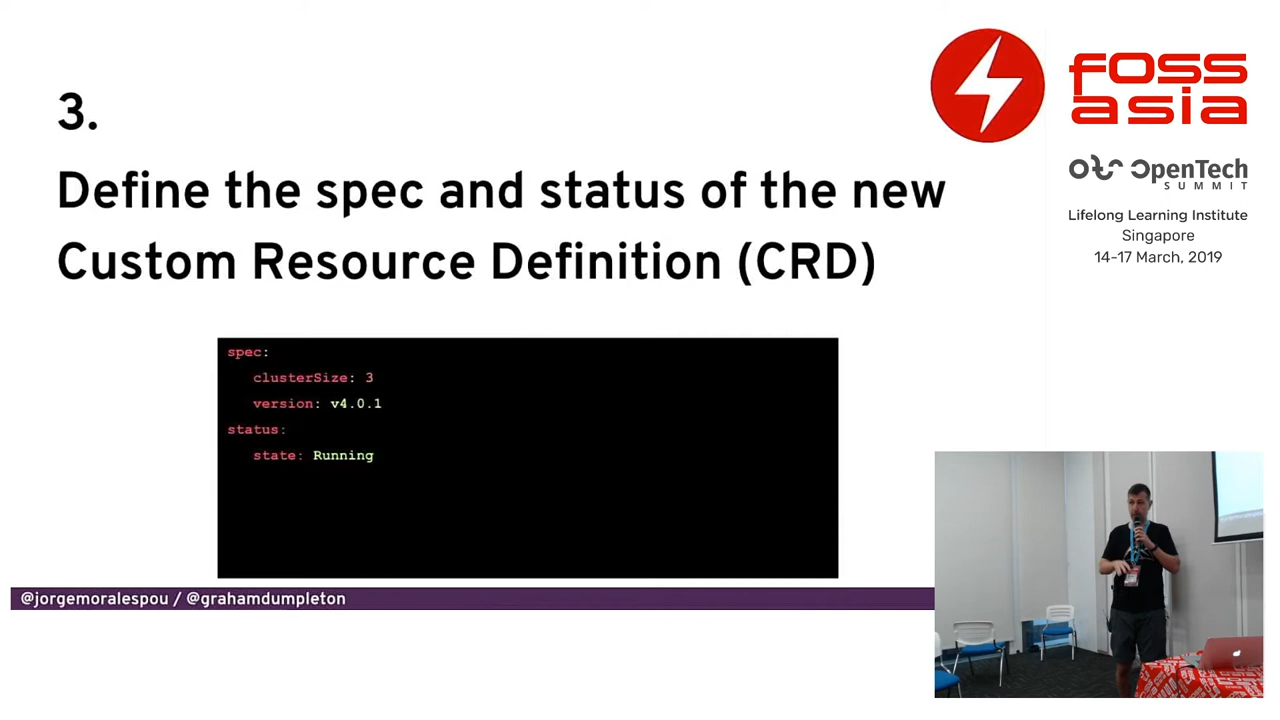 3.
Define the spec and status of the new
Custom Resource Definition (CRD)
spec:
clusterSize: 3
version: v4.0.1
status:
state: Running
@jorgemoralespou / @grahamdumpleton
foss
asia
OpenTech
SUMMIT
Lifelong Learning Institute
Singapore
14-17 March, 2019